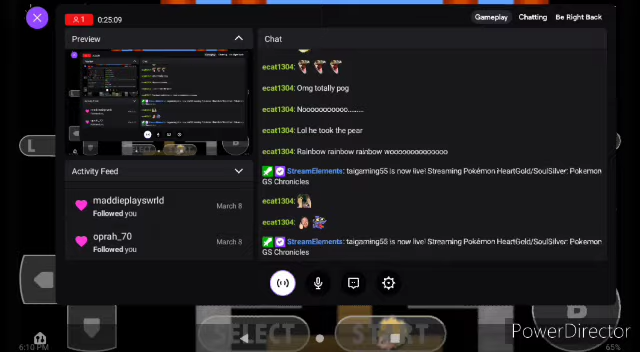 1 0:25:09 Gameplay Chatting Be Right Back
Preview
Chat
ecat1304:
ecat1304: Omg totally pog
ecat1304: Nooooooooooo........
ecat1304: Lol he took the pear
ecat1304: Rainbow rainbow rainbow wooooooooooooooo
StreamElements: taigaming55 is now live! Streaming Pokémon HeartGold/SoulSilver: Pokemon
GS Chronicles
ecat1304:
ecat1304:
StreamElements: taigaming55 is now live! Streaming Pokémon HeartGold/SoulSilver: Pokemon
GS Chronicles
Activity Feed
maddieplayswrld
Followed you
March 8
oprah_70
Followed you
March 8
L
B
SELECT
START
6:10 PM
65%
PowerDirector